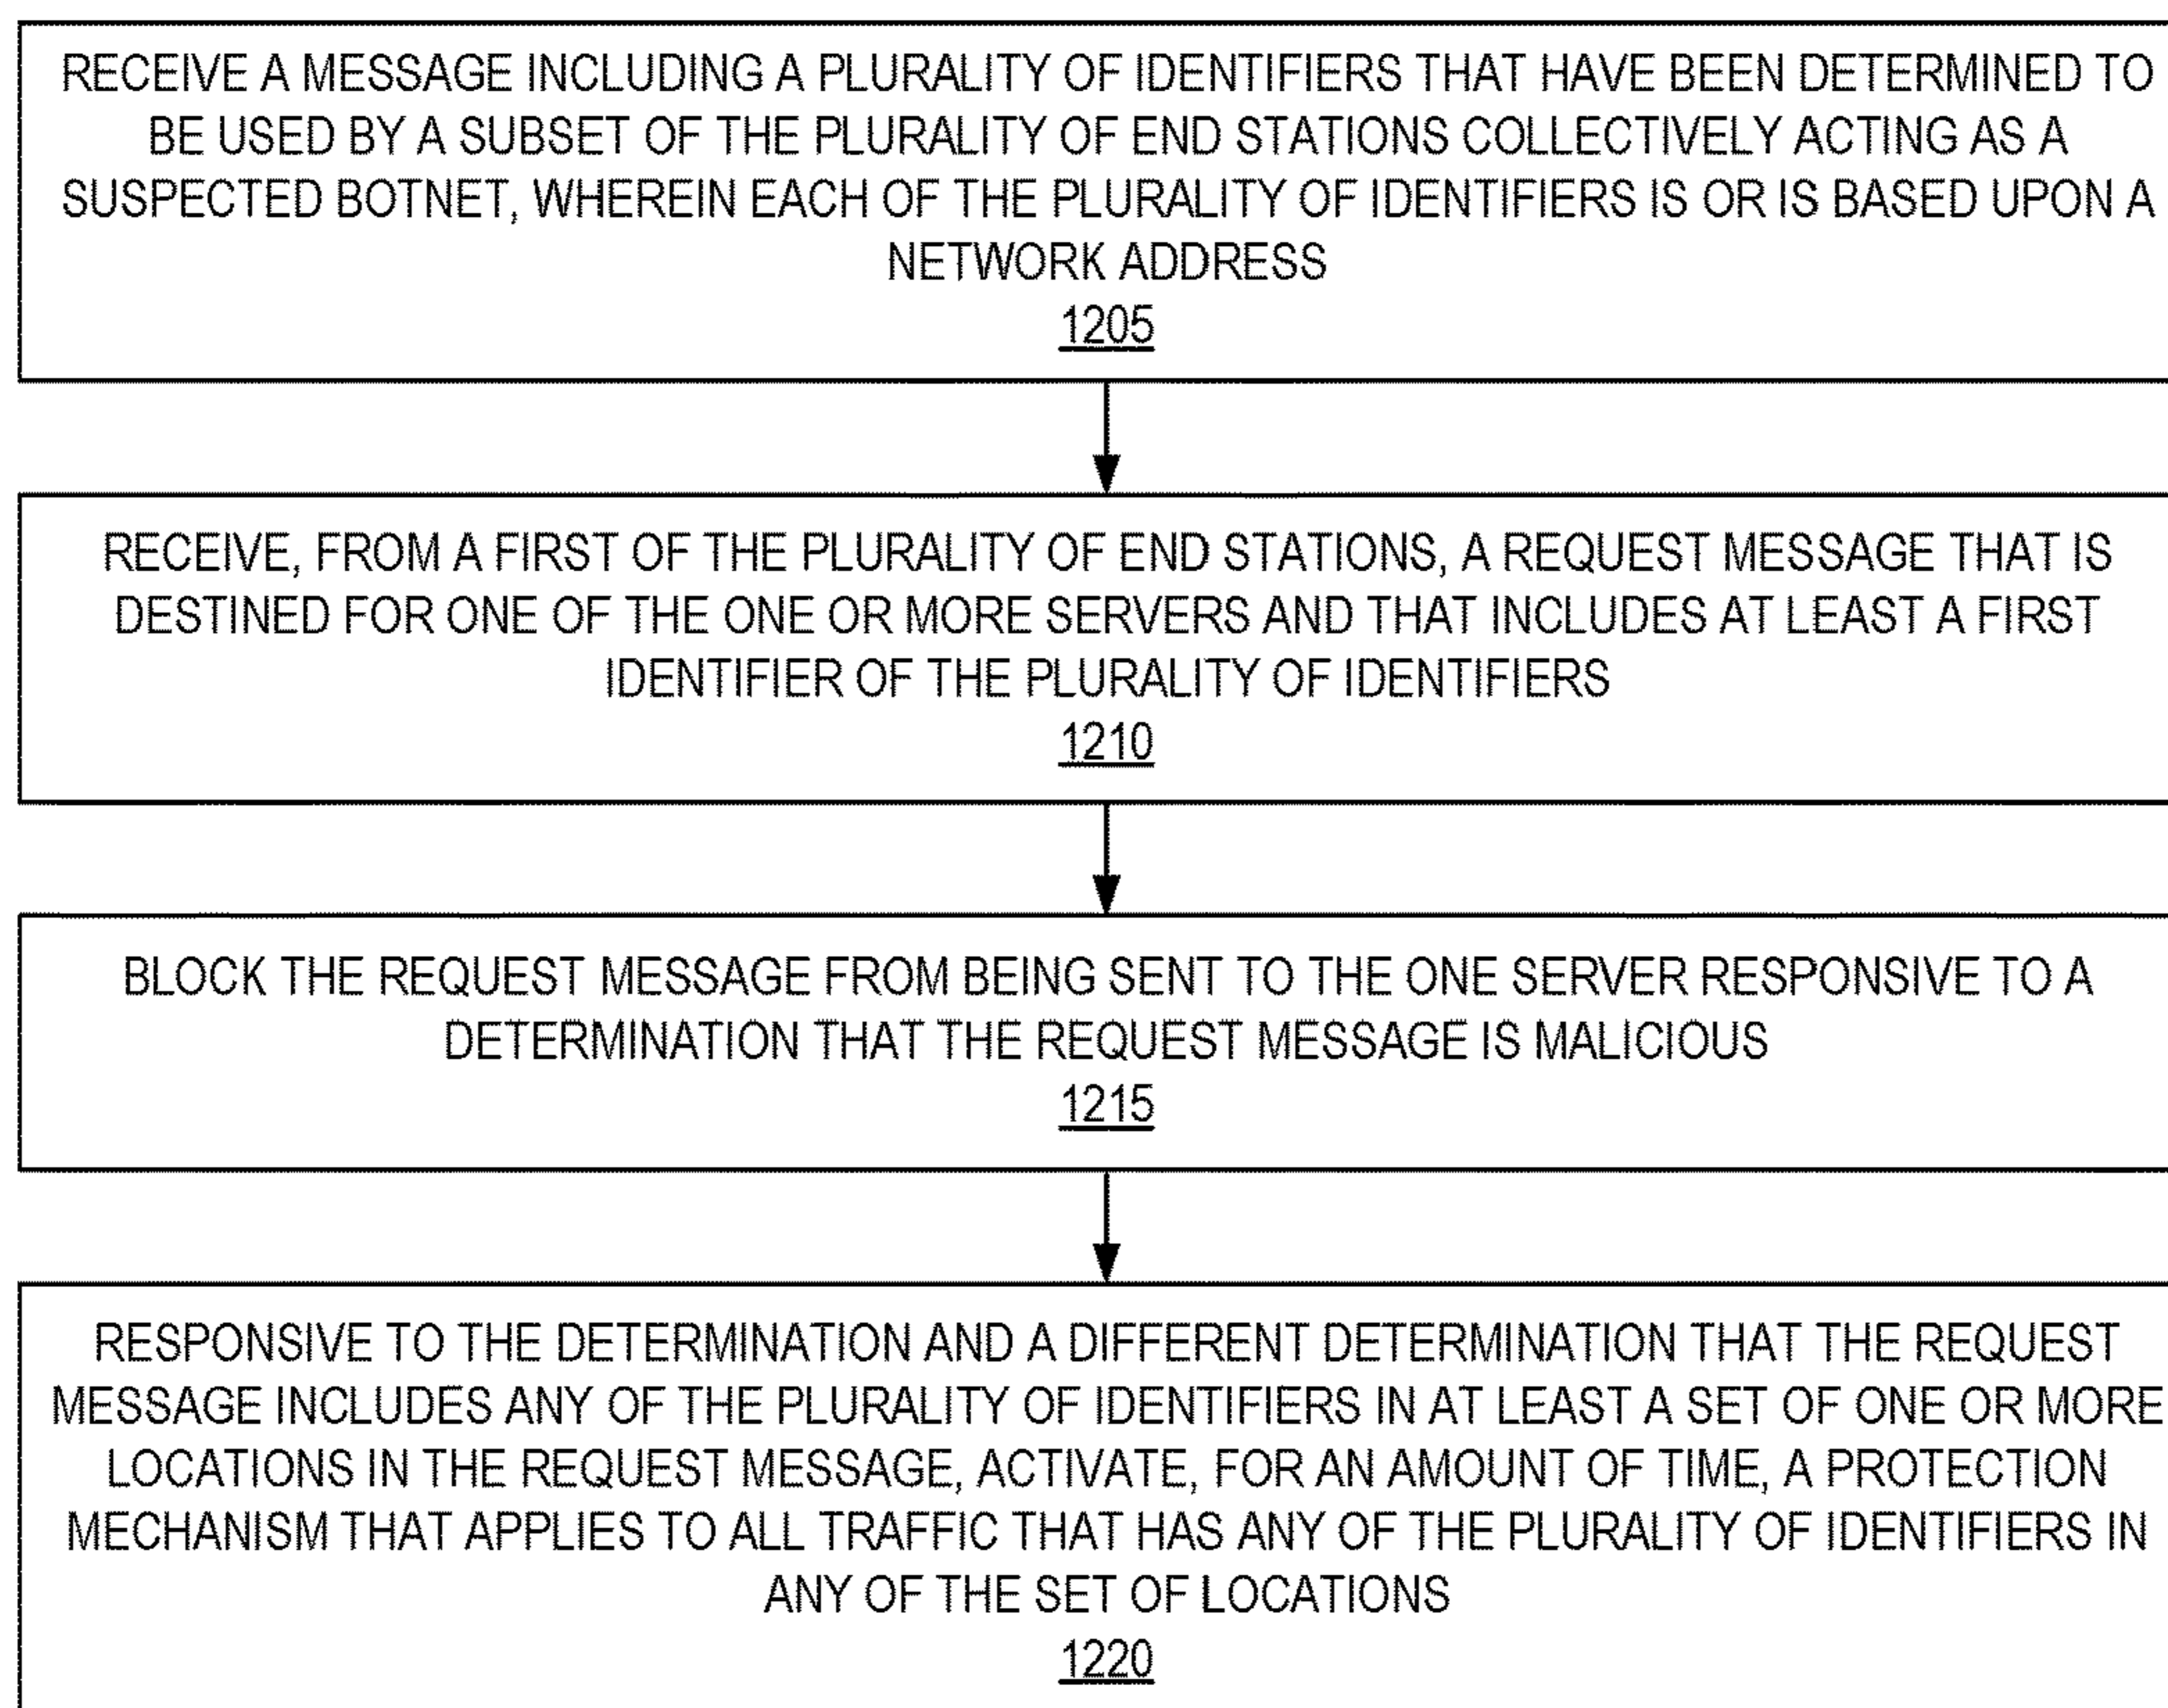 RECEIVE A MESSAGE INCLUDING A PLURALITY OF IDENTIFIERS THAT HAVE BEEN DETERMINED TO
BE USED BY A SUBSET OF THE PLURALITY OF END STATIONS COLLECTIVELY ACTING AS A
SUSPECTED BOTNET, WHEREIN EACH OF THE PLURALITY OF IDENTIFIERS IS OR IS BASED UPON A
NETWORK ADDRESS
1205
RECEIVE, FROM A FIRST OF THE PLURALITY OF END STATIONS, A REQUEST MESSAGE THAT IS
DESTINED FOR ONE OF THE ONE OR MORE SERVERS AND THAT INCLUDES AT LEAST A FIRST
IDENTIFIER OF THE PLURALITY OF IDENTIFIERS
1210
BLOCK THE REQUEST MESSAGE FROM BEING SENT TO THE ONE SERVER RESPONSIVE TO A
DETERMINATION THAT THE REQUEST MESSAGE IS MALICIOUS
1215
RESPONSIVE TO THE DETERMINATION AND A DIFFERENT DETERMINATION THAT THE REQUEST
MESSAGE INCLUDES ANY OF THE PLURALITY OF IDENTIFIERS IN AT LEAST A SET OF ONE OR MORE
LOCATIONS IN THE REQUEST MESSAGE, ACTIVATE, FOR AN AMOUNT OF TIME, A PROTECTION
MECHANISM THAT APPLIES TO ALL TRAFFIC THAT HAS ANY OF THE PLURALITY OF IDENTIFIERS IN
ANY OF THE SET OF LOCATIONS
1220